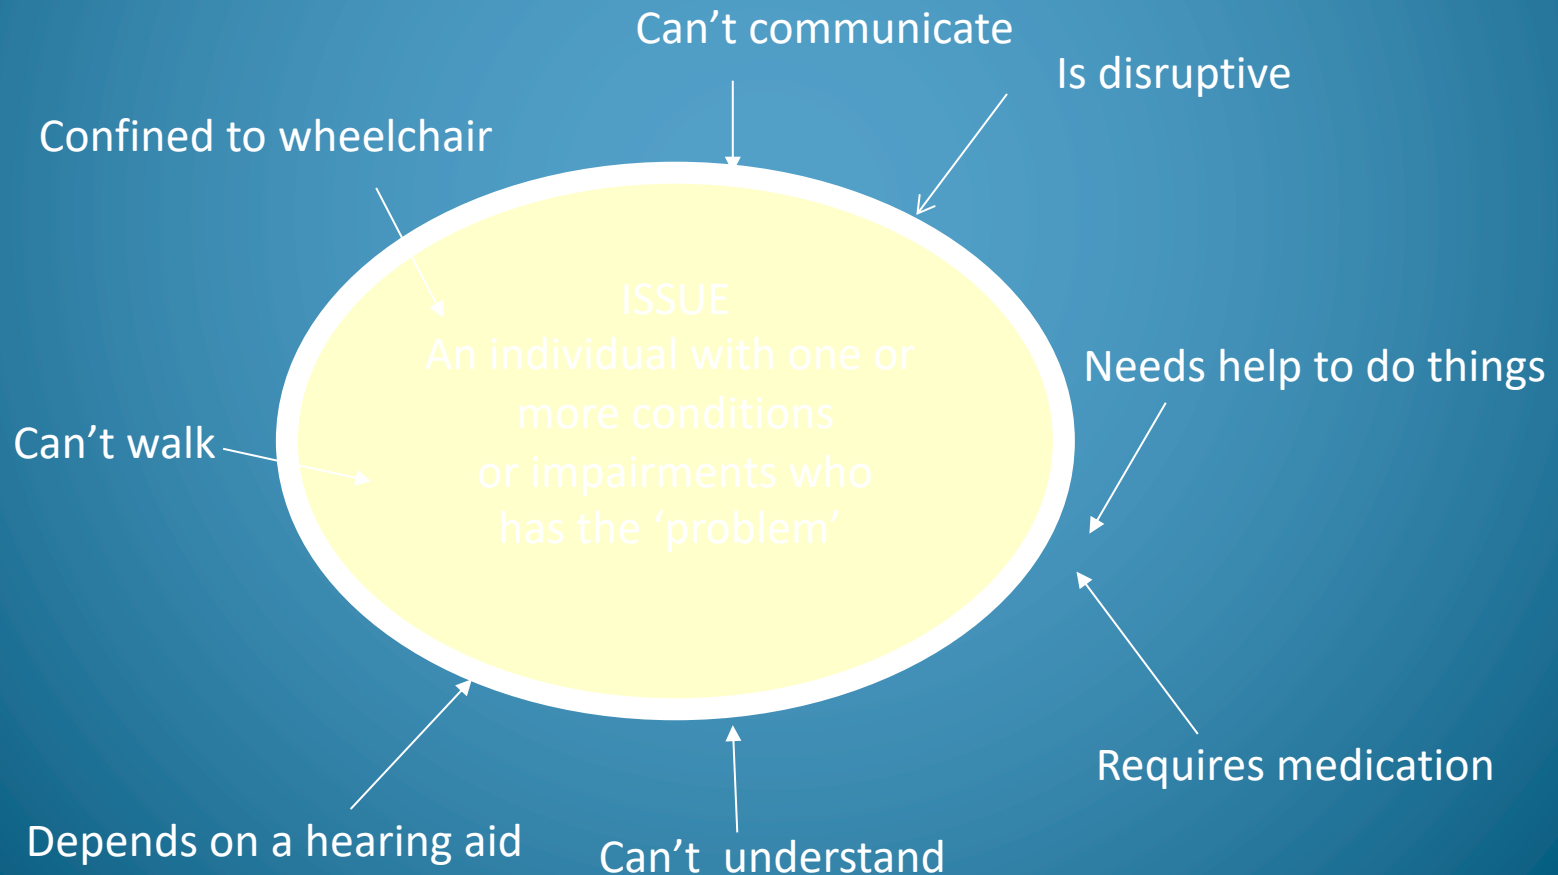 Can’t communicate
Is disruptive
Confined to wheelchair
ISSUE
An individual with one or
more conditions
or impairments who
has the ‘problem’
Needs help to do things
Can’t walk
Requires medication
Depends on a hearing aid
Can’t  understand